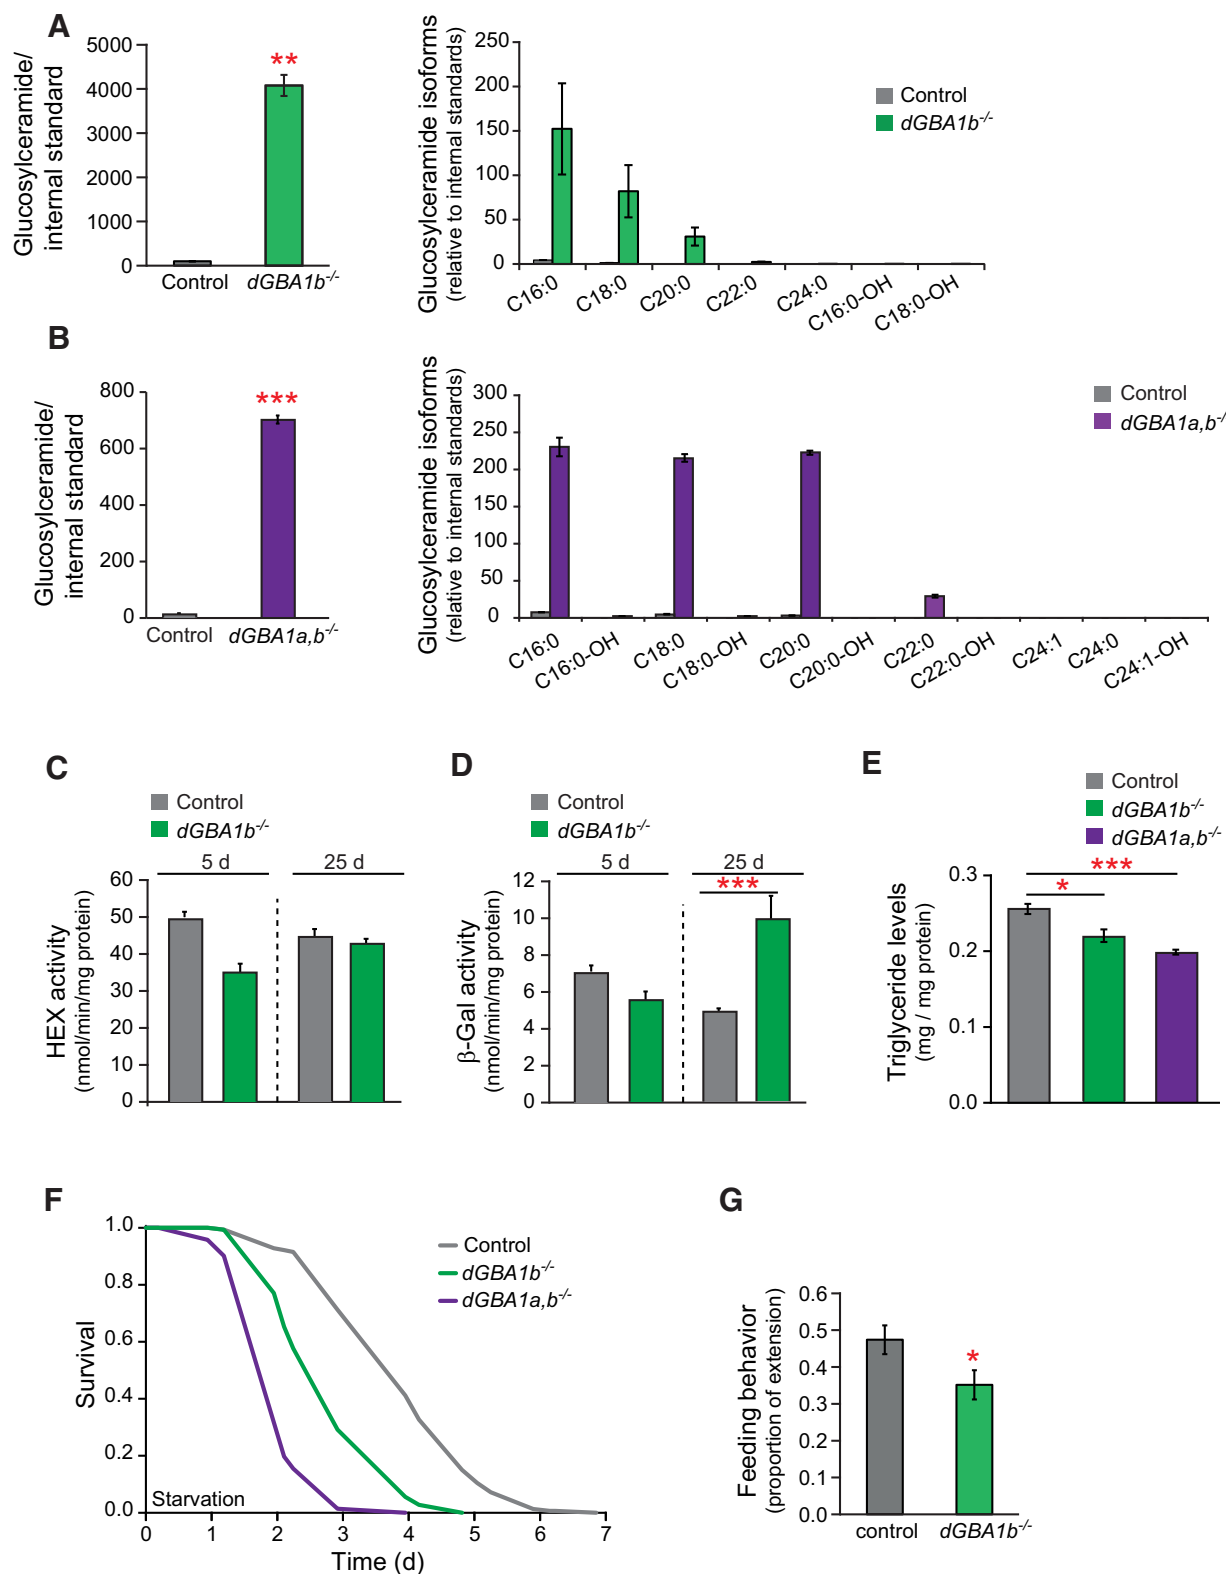 A
Glucosylceramide/
internal standard
5000
4000
3000
2000
1000
0
**
Control
dGBA1b-/-
Glucosylceramide isoforms
(relative to internal standards)
250
200
150
100
50
0
C16:0
C18:0
C20:0
C22:0
C24:0
C16:0-OH
C18:0-OH
Control
dGBA1b-/-
B
Glucosylceramide/
internal standard
800
600
400
200
0
***
Control
dGBA1a,b-/-
Glucosylceramide isoforms
(relative to internal standards)
300
250
200
150
100
50
0
C16:0
C16:0-OH
C18:0
C18:0-OH
C20:0
C20:0-OH
C22:0
C22:0-OH
C24:1
C24:0
C24:1-OH
Control
dGBA1a,b-/
C
Control
dGBA1b-/-
5 d
25 d
HEX activity
(nmol/min/mg protein)
60
50
40
30
20
10
0
D
Control
dGBA1b-/-
5 d
25 d
***
β-Gal activity
(nmol/min/mg protein)
12
10
8
6
4
2
0
E
Control
dGBA1b-/-
dGBA1a,b-/-
***
*
Triglyceride levels
(mg / mg protein)
0.3
0.2
0.1
0.0
F
Survival
1.0
0.8
0.6
0.4
0.2
0.0
Starvation
Control
dGBA1b-/-
dGBA1a,b-/-
0 1 2 3 4 5 6 7
Time (d)
G
Feeding behavior
(proportion of extension)
0.6
0.5
0.4
0.3
0.2
0.1
0.0
*
control
dGBA1b-/-